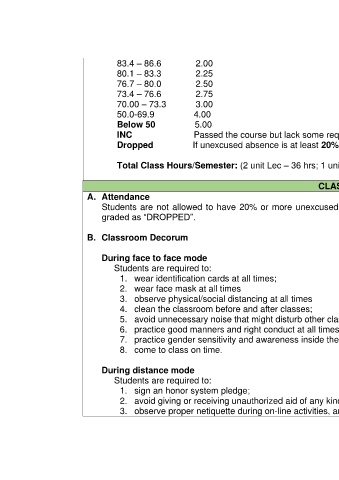 83.4 – 86.6 2.00
80.1 – 83.3 2.25
76.7 – 80.0 2.50
73.4 – 76.6 2.75
70.00 – 73.3 3.00
50.0-69.9 4.00
Below 50 5.00
INC Passed the course but lack some req
Dropped If unexcused absence is at least 20%
Total Class Hours/Semester: (2 unit Lec – 36 hrs; 1 uni
CLAS
A. Attendance
Students are not allowed to have 20% or more unexcused
graded as “DROPPED”.
B. Classroom Decorum
During face to face mode
Students are required to:
1. wear identification cards at all times;
2. wear face mask at all times
3. observe physical/social distancing at all times
4. clean the classroom before and after classes;
5. avoid unnecessary noise that might disturb other cla
6. practice good manners and right conduct at all times
7. practice gender sensitivity and awareness inside the
8. come to class on time.
During distance mode
Students are required to:
1. sign an honor system pledge;
2. avoid giving or receiving unauthorized aid of any kin
3. observe proper netiquette during on-line activities, a